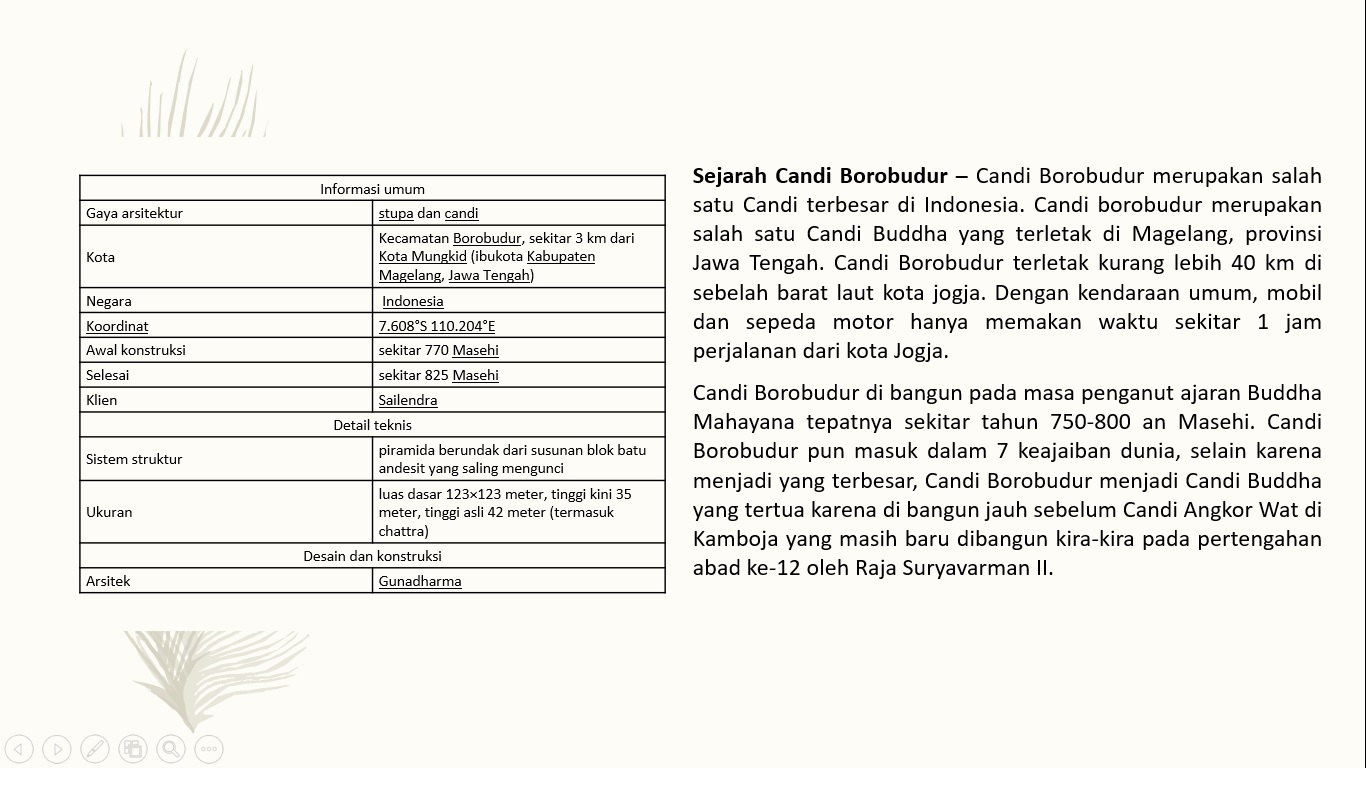 Informasi umum
Gaya arsitektur
stupa dan candi
Kota
Kecamatan Borobudur, sekitar 3 km dari
Kota Mungkid (ibukota Kabupaten
Magelang, Jawa Tengah)
Negara
Indonesia
Koordinat
7.608°S 110.204°E
Awal konstruksi
sekitar 770 Masehi
Selesai
sekitar 825 Masehi
Klien
Sailendra
Detail teknis
Sistem struktur
piramida berundak dari susunan blok batu
andesit yang saling mengunci
Ukuran
luas dasar 123×123 meter, tinggi kini 35
meter, tinggi asli 42 meter (termasuk
chattra)
Desain dan konstruksi
Arsitek
Gunadharma
Sejarah Candi Borobudur – Candi Borobudur merupakan salah
satu Candi terbesar di Indonesia. Candi borobudur merupakan
salah satu Candi Buddha yang terletak di Magelang, provinsi
Jawa Tengah. Candi Borobudur terletak kurang lebih 40 km di
sebelah barat laut kota jogja. Dengan kendaraan umum, mobil
dan sepeda motor hanya memakan waktu sekitar 1 jam
perjalanan dari kota Jogja.
Candi Borobudur di bangun pada masa penganut ajaran Buddha
Mahayana tepatnya sekitar tahun 750-800 an Masehi. Candi
Borobudur pun masuk dalam 7 keajaiban dunia, selain karena
menjadi yang terbesar, Candi Borobudur menjadi Candi Buddha
yang tertua karena di bangun jauh sebelum Candi Angkor Wat di
Kamboja yang masih baru dibangun kira-kira pada pertengahan
abad ke-12 oleh Raja Suryavarman II.